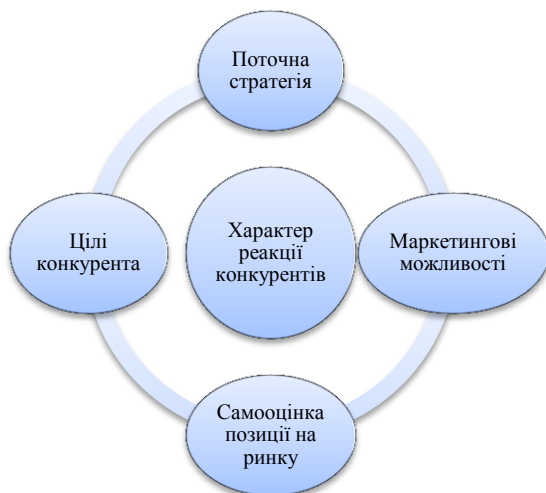 Поточна
стратегія
Цілі
конкурента
Характер
реакції
конкурентів
Маркетингові
можливості
Самооцінка
позиції на
ринку